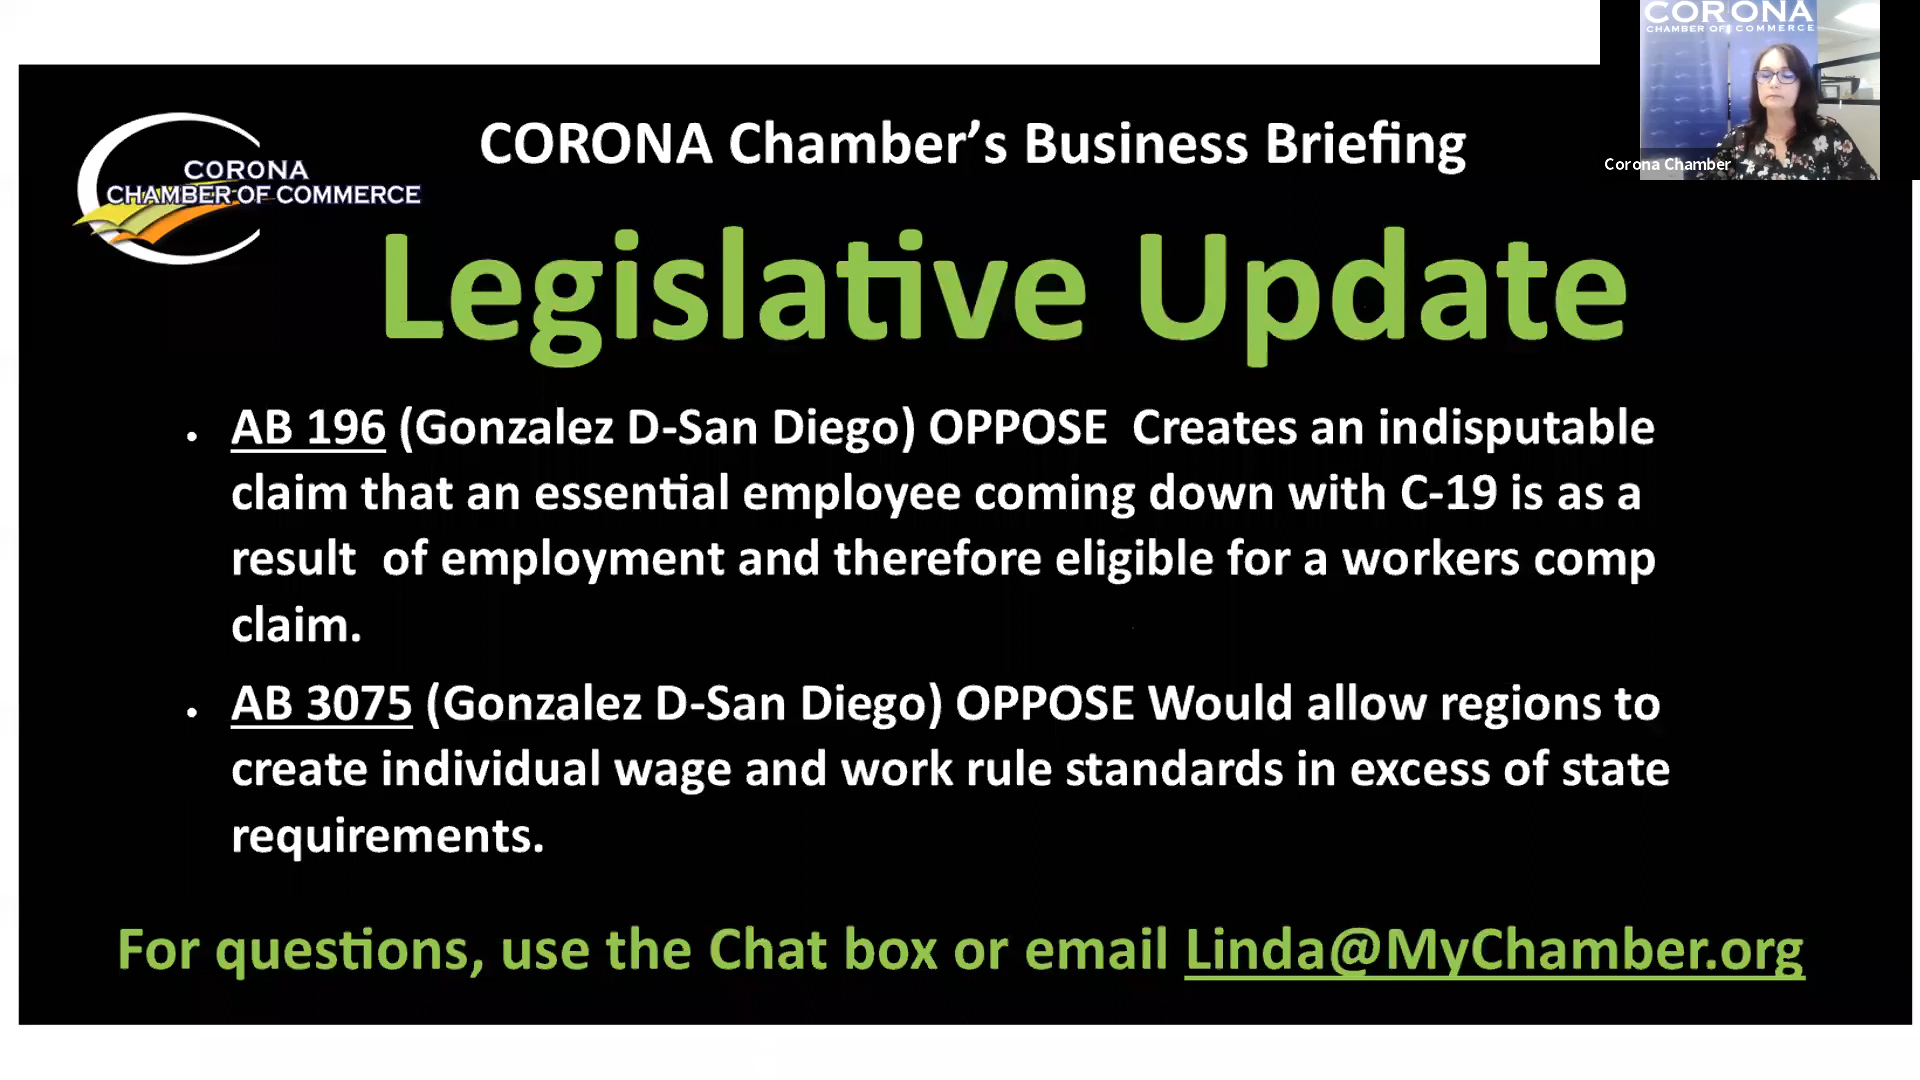 CORONA
CHAMBER OF COMMERCE
Corona Chamber
CORONA
CHAMBER OF COMMERCE
CORONA Chamber’s Business Briefing
Legislative Update
• AB 196 (Gonzalez D-San Diego) OPPOSE  Creates an indisputable
claim that an essential employee coming down with C-19 is as a
result  of employment and therefore eligible for a workers comp
claim.
• AB 3075 (Gonzalez D-San Diego) OPPOSE Would allow regions to
create individual wage and work rule standards in excess of state
requirements.
For questions, use the Chat box or email Linda@MyChamber.org